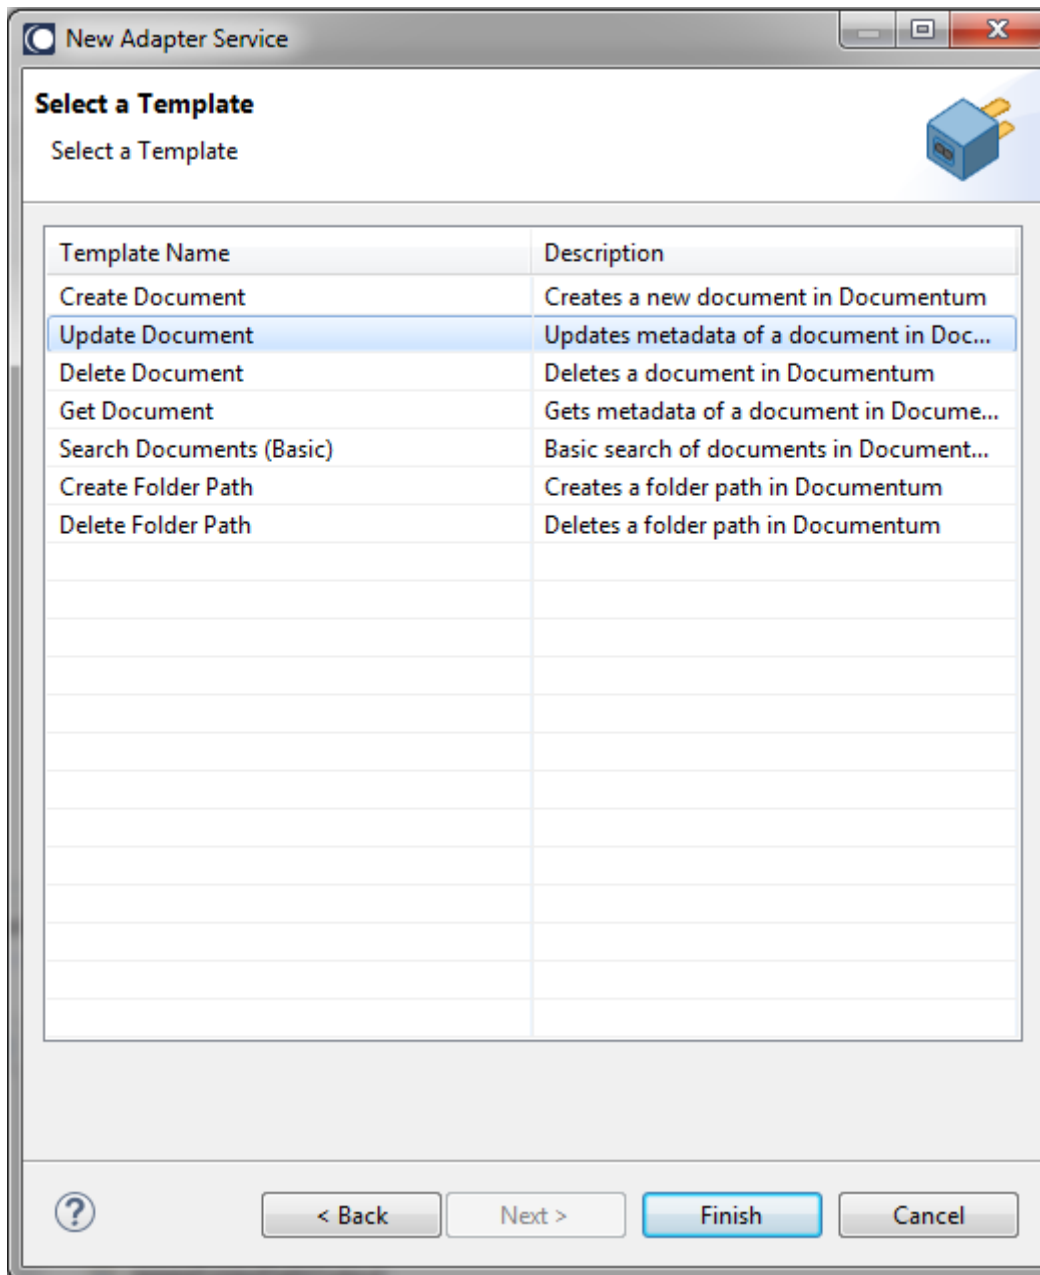 New Adapter Service
Select a Template
Select a Template
Template Name Description
Create Document Creates a new document in Documentum
Update Document Updates metadata of a document in Doc...
Delete Document Deletes a document in Documentum
Get Document Gets metadata of a document in Docume...
Search Documents (Basic) Basic search of documents in Document...
Create Folder Path Creates a folder path in Documentum
Delete Folder Path Deletes a folder path in Documentum
? < Back Next > Finish Cancel